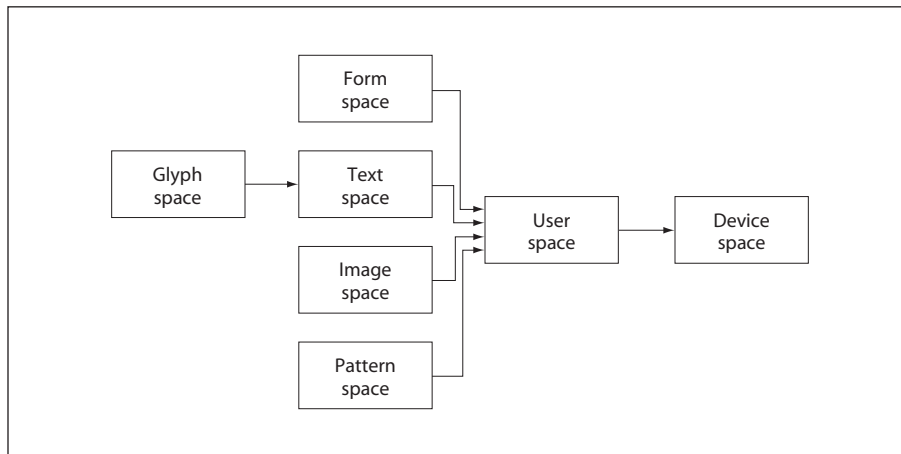 Form
space
Glyph
space
Text
space
User
space
Device
space
Image
space
Pattern
space